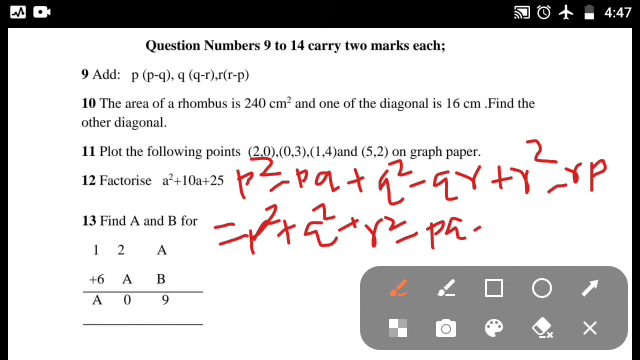 4:47
Question Numbers 9 to 14 carry two marks each;
9 Add: p (p-q), q (q-r),r(r-p)
10 The area of a rhombus is 240 cm² and one of the diagonal is 16 cm .Find the
other diagonal.
11 Plot the following points (2,0),(0,3),(1,4)and (5,2) on graph paper.
12 Factorise a²+10a+25
p²-pq+q²-qr+r²-rp
13 Find A and B for
=p²+q²+r²-pq-
1 2 A
+6 A B
A 0 9